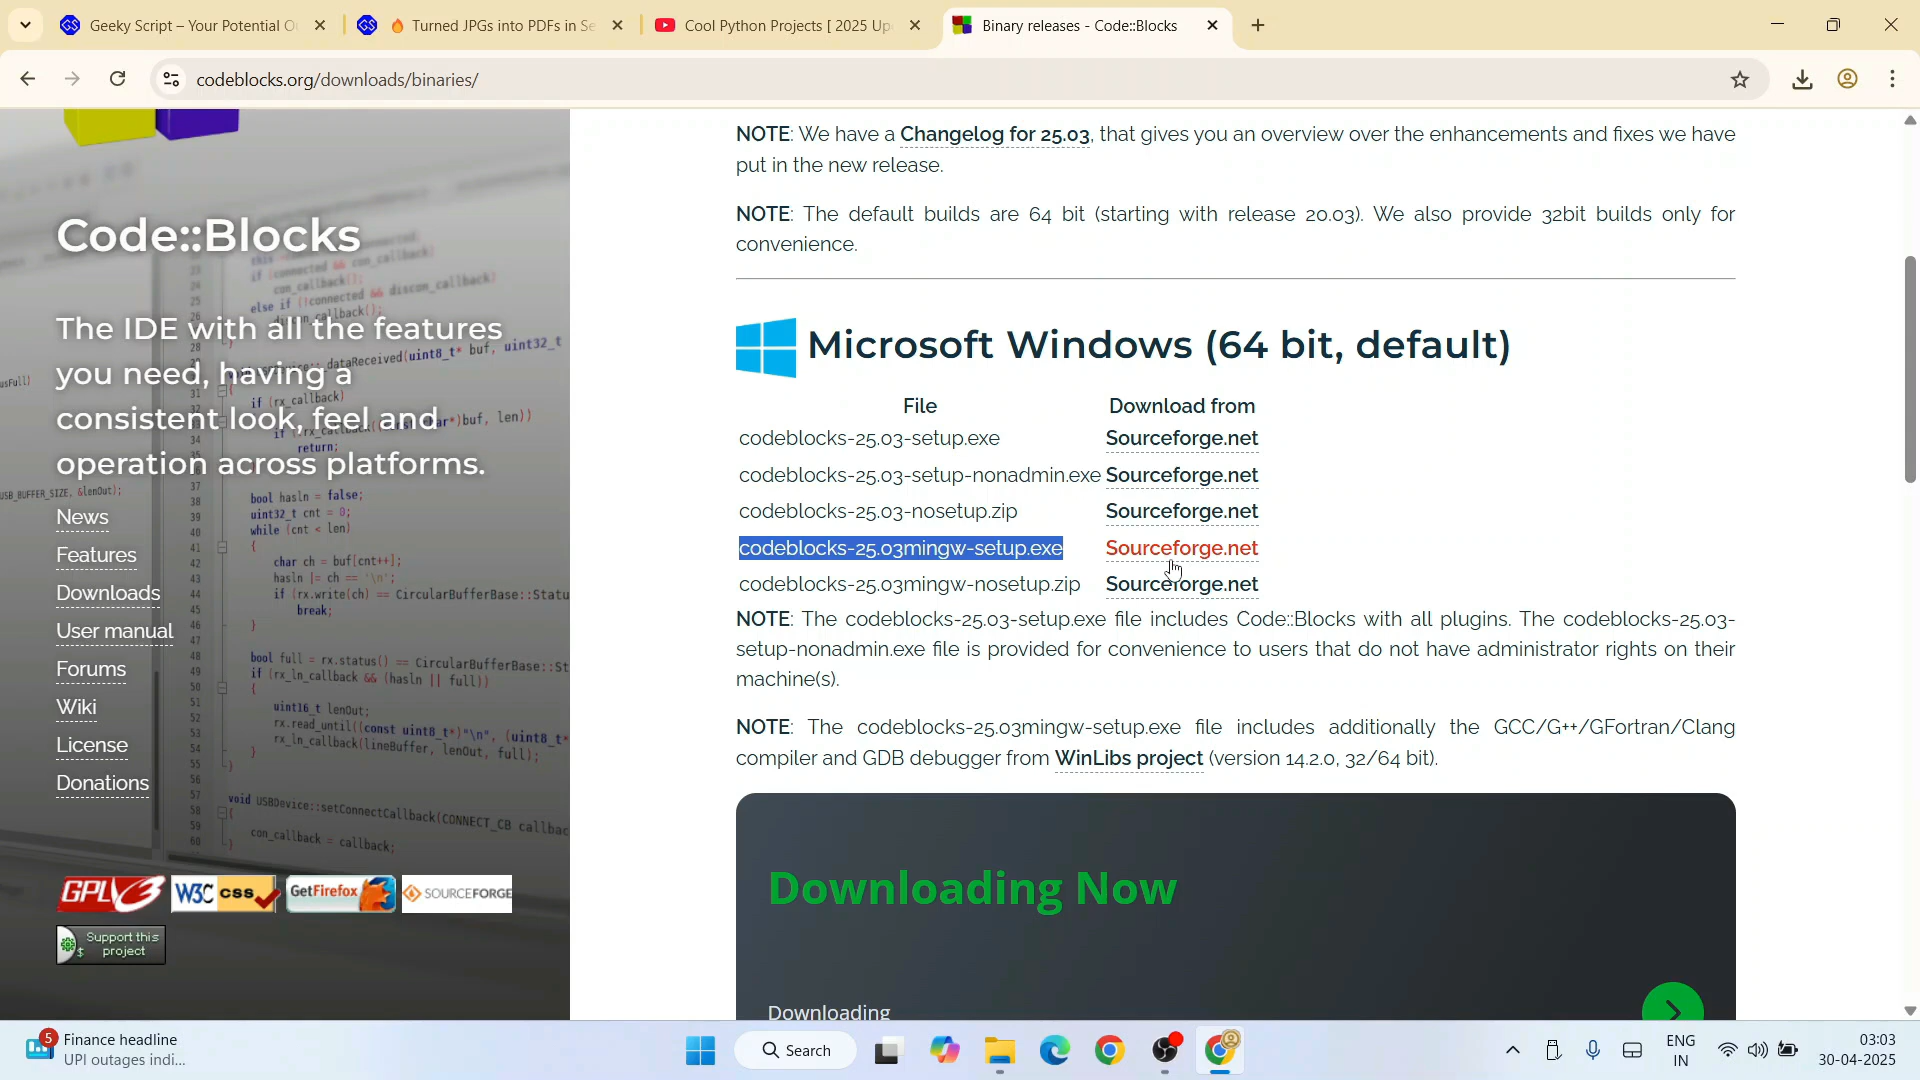 Geeky Script – Your Potential O
Turned JPGs into PDFs in Se
Cool Python Projects [ 2025 Up
Binary releases - Code::Blocks
codeblocks.org/downloads/binaries/
Code::Blocks
The IDE with all the features
you need, having a
consistent look, feel and
operation across platforms.
News
Features
Downloads
User manual
Forums
Wiki
License
Donations
GPLv3
W3C css
GetFirefox
SOURCEFORGE
Support this
project
NOTE: We have a Changelog for 25.03, that gives you an overview over the enhancements and fixes we have
put in the new release.
NOTE: The default builds are 64 bit (starting with release 20.03). We also provide 32bit builds only for
convenience.
Microsoft Windows (64 bit, default)
File Download from
codeblocks-25.03-setup.exe Sourceforge.net
codeblocks-25.03-setup-nonadmin.exe Sourceforge.net
codeblocks-25.03-nosetup.zip Sourceforge.net
codeblocks-25.03mingw-setup.exe Sourceforge.net
codeblocks-25.03mingw-nosetup.zip Sourceforge.net
NOTE: The codeblocks-25.03-setup.exe file includes Code::Blocks with all plugins. The codeblocks-25.03-
setup-nonadmin.exe file is provided for convenience to users that do not have administrator rights on their
machine(s).
NOTE: The codeblocks-25.03mingw-setup.exe file includes additionally the GCC/G++/GFortran/Clang
compiler and GDB debugger from WinLibs project (version 14.2.0, 32/64 bit).
Downloading Now
Downloading
5
Finance headline
UPI outages indi...
Search
ENG
IN
03:03
30-04-2025